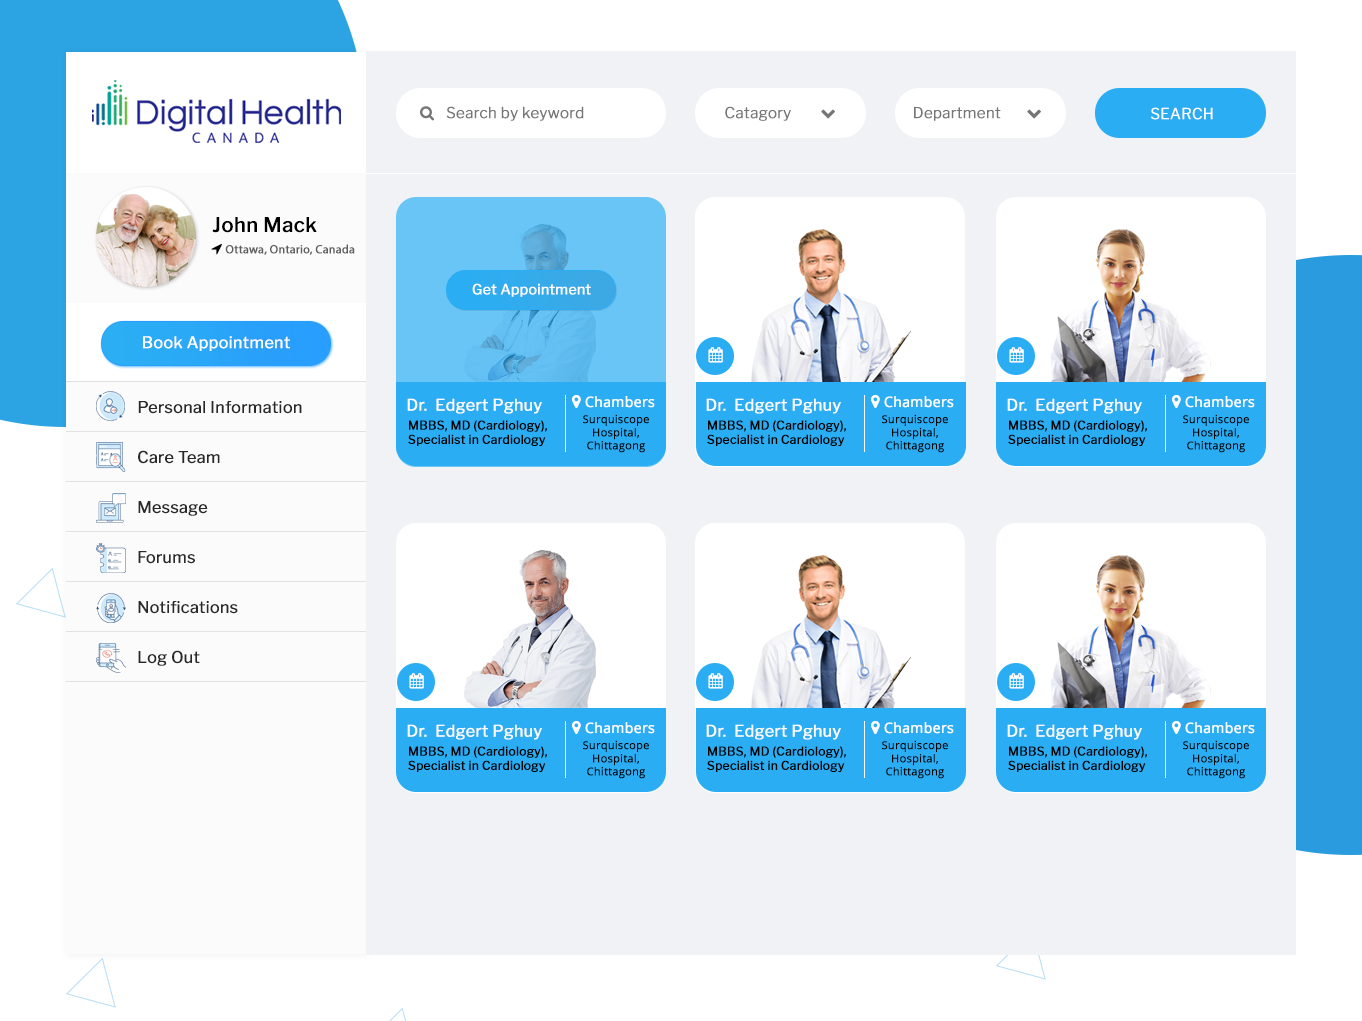 Digital Health
CANADA
Search by keyword
Catagory
Department
SEARCH
John Mack
Ottawa, Ontario, Canada
Book Appointment
Personal Information
Care Team
Message
Forums
Notifications
Log Out
Get Appointment
Dr. Edgert Pghuy
MBBS, MD (Cardiology),
Specialist in Cardiology
Chambers
Surquiscope
Hospital,
Chittagong
Dr. Edgert Pghuy
MBBS, MD (Cardiology),
Specialist in Cardiology
Chambers
Surquiscope
Hospital,
Chittagong
Dr. Edgert Pghuy
MBBS, MD (Cardiology),
Specialist in Cardiology
Chambers
Surquiscope
Hospital,
Chittagong
Dr. Edgert Pghuy
MBBS, MD (Cardiology),
Specialist in Cardiology
Chambers
Surquiscope
Hospital,
Chittagong
Dr. Edgert Pghuy
MBBS, MD (Cardiology),
Specialist in Cardiology
Chambers
Surquiscope
Hospital,
Chittagong
Dr. Edgert Pghuy
MBBS, MD (Cardiology),
Specialist in Cardiology
Chambers
Surquiscope
Hospital,
Chittagong